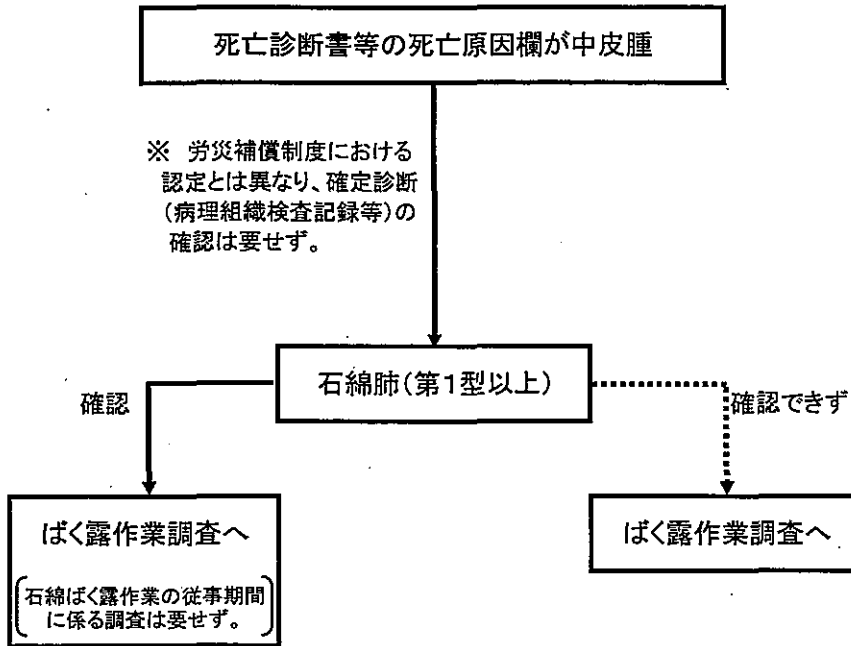 死亡診断書等の死亡原因欄が中皮腫
※ 労災補償制度における
認定とは異なり、確定診断
(病理組織検査記録等)の
確認は要せず。
石綿肺(第1型以上)
確認
確認できず
ばく露作業調査へ
石綿ばく露作業の従事期間
に係る調査は要せず。
ばく露作業調査へ